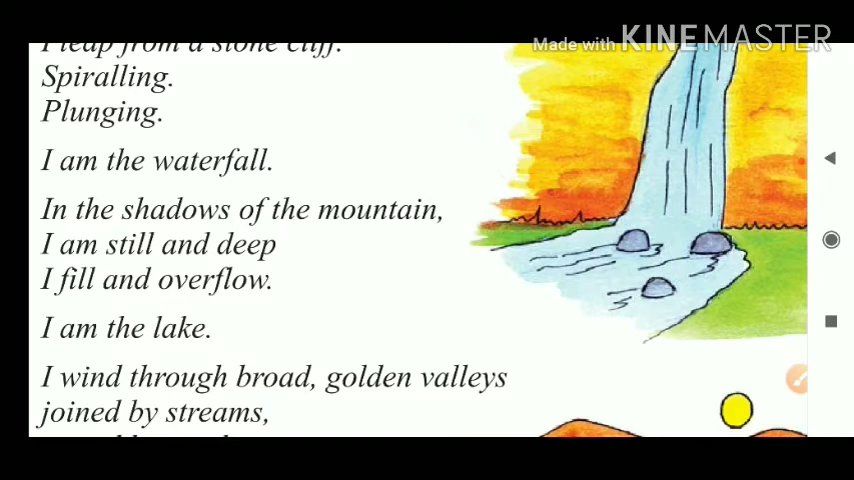 Made with KINEMASTER
I leap from a stone cliff.
Spiralling.
Plunging.
I am the waterfall.
In the shadows of the mountain,
I am still and deep
I fill and overflow.
I am the lake.
I wind through broad, golden valleys
joined by streams,